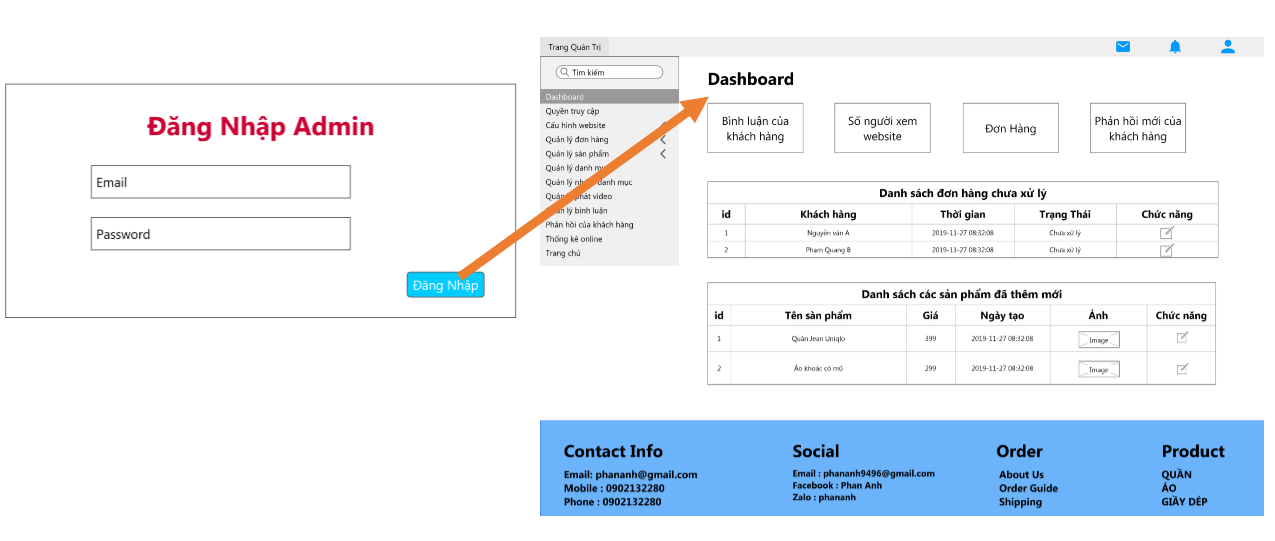 Đăng Nhập Admin
Email
Password
Đăng Nhập
Trang Quản Trị
Tìm kiếm
Dashboard
Quyền truy cập
Cấu hình website
Quản lý đơn hàng
Quản lý sản phẩm
Quản lý danh mục
Quản lý nhóm danh mục
Quản lý phát video
Quản lý bình luận
Phản hồi của khách hàng
Thống kê online
Trang chủ
Dashboard
Bình luận của
khách hàng
Số người xem
website
Đơn Hàng
Phản hồi mới của
khách hàng
Danh sách đơn hàng chưa xử lý
id Khách hàng Thời gian Trạng Thái Chức năng
1 Nguyễn văn A 2019-11-27 08:32:08 Chưa xử lý
2 Phạm Quang B 2019-11-27 08:32:08 Chưa xử lý
Danh sách các sản phẩm đã thêm mới
id Tên sản phẩm Giá Ngày tạo Ảnh Chức năng
1 Quần Jean Uniqlo 399 2019-11-27 08:32:08 Image
2 Áo khoác có mũ 299 2019-11-27 08:32:08 Image
Contact Info
Email: phananh@gmail.com
Mobile : 0902132280
Phone : 0902132280
Social
Email : phananh9496@gmail.com
Facebook : Phan Anh
Zalo : phananh
Order
About Us
Order Guide
Shipping
Product
QUẦN
ÁO
GIẦY DÉP